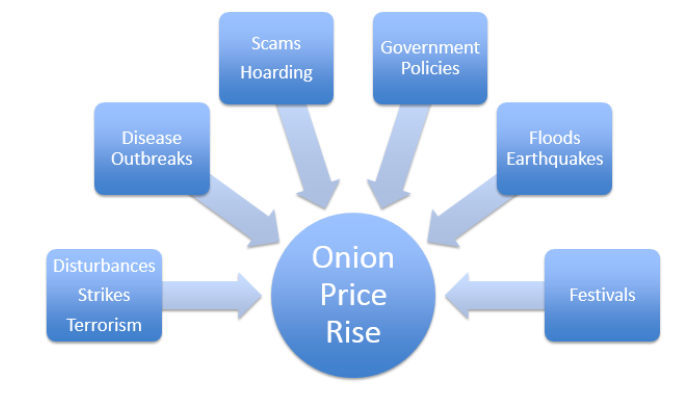 Scams
Hoarding
Government
Policies
Disease
Outbreaks
Floods
Earthquakes
Disturbances
Strikes
Terrorism
Onion
Price
Rise
Festivals